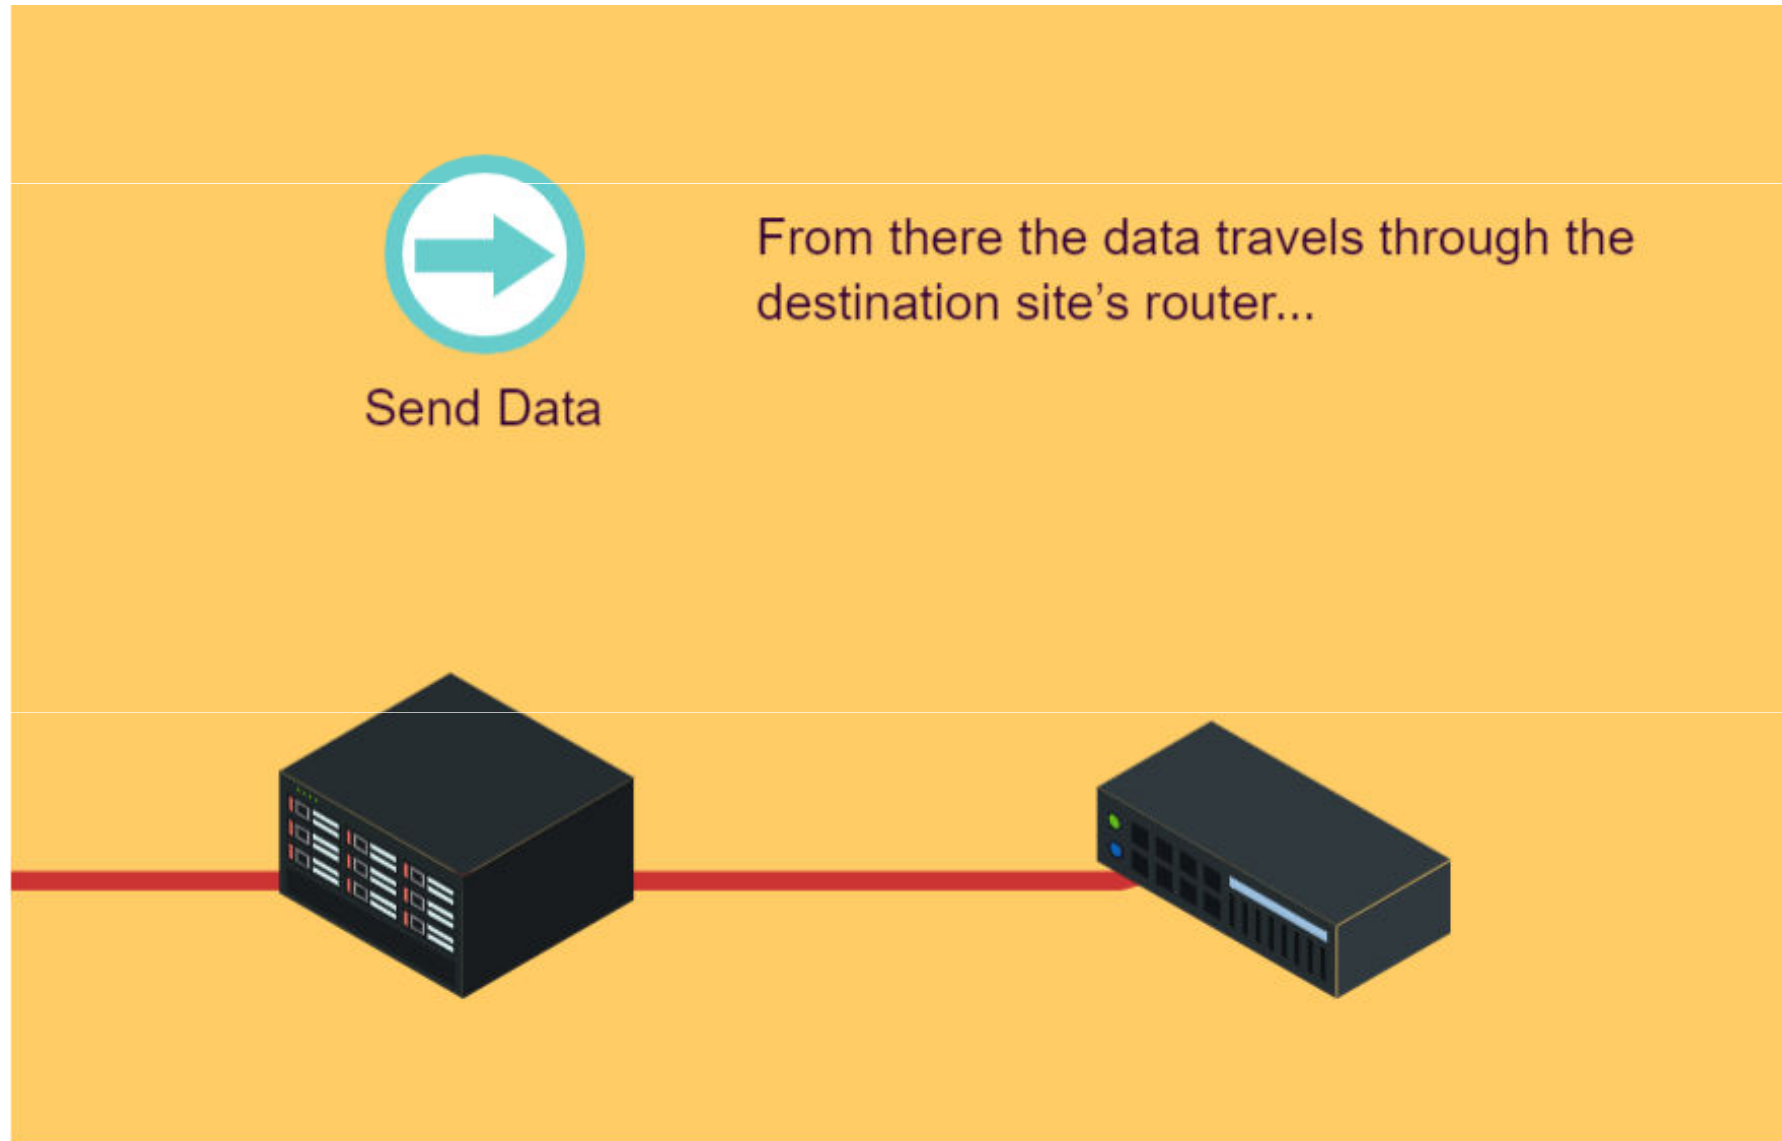 From there the data travels through the
destination site’s router...
Send Data